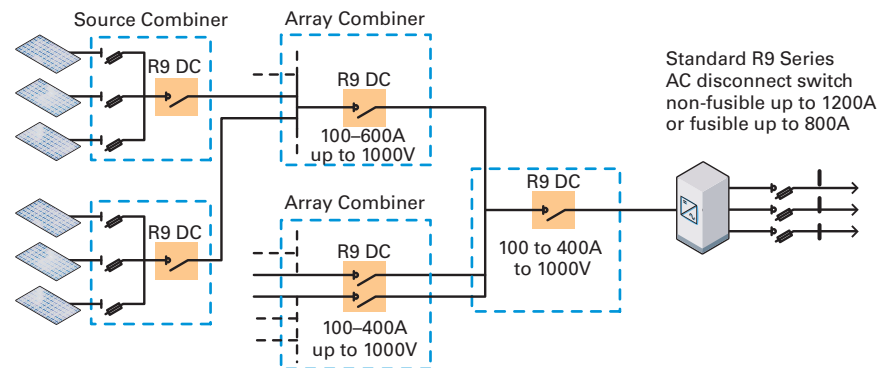 Source Combiner
R9 DC
R9 DC
Array Combiner
R9 DC
100–600A
up to 1000V
Array Combiner
R9 DC
100–400A
up to 1000V
R9 DC
100 to 400A
to 1000V
Standard R9 Series
AC disconnect switch
non-fusible up to 1200A
or fusible up to 800A